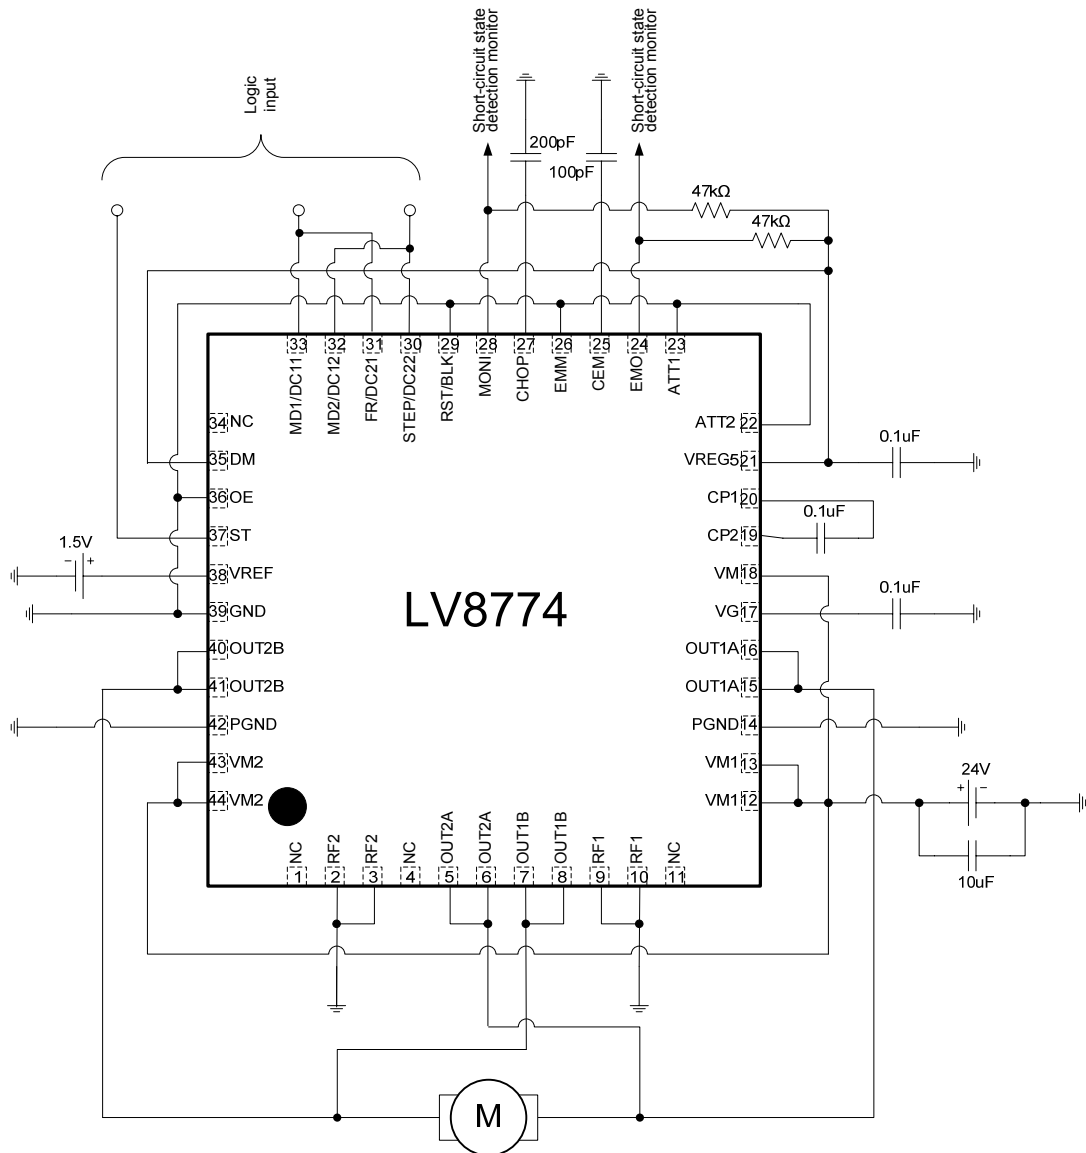 Short-circuit state
detection monitor
Short-circuit state
detection monitor
Logic
input
200pF
100pF
47kΩ
47kΩ
33
32
31
30
29
28
27
26
25
24
23
MD1/DC11
MD2/DC12
FR/DC21
STEP/DC22
RST/BLK
MONI
CHOP
EMM
CEM
EMO
ATT1
34 NC
35 DM
36 OE
37 ST
1.5V
- +
38 VREF
39 GND
40 OUT2B
41 OUT2B
42 PGND
43 VM2
44 VM2
LV8774
ATT2 22
VREG5 21
0.1uF
CP1 20
CP2 19
0.1uF
VM 18
VG 17
0.1uF
OUT1A 16
OUT1A 15
PGND 14
VM1 13
VM1 12
24V
+ -
10uF
NC
RF2
RF2
NC
OUT2A
OUT2A
OUT1B
OUT1B
RF1
RF1
NC
1
2
3
4
5
6
7
8
9
10
11
M